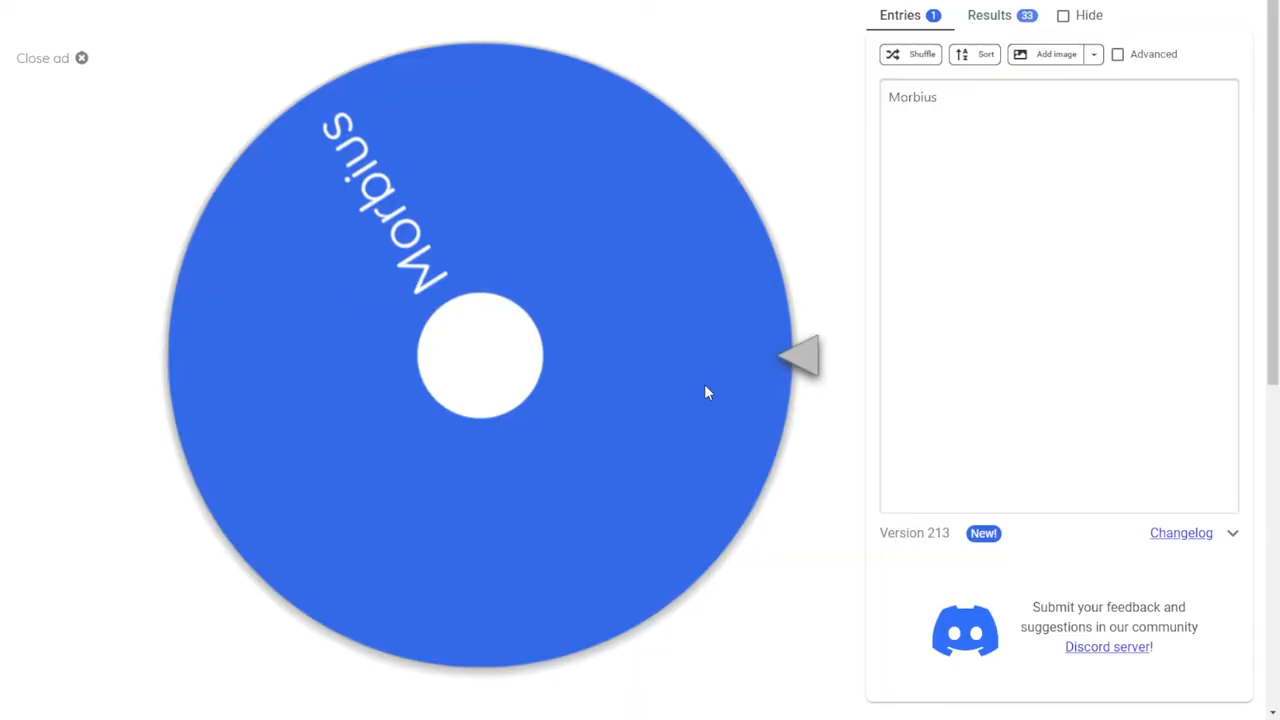 Entries 1 Results 33 Hide
Close ad
Shuffle Sort Add image Advanced
Morbius
Morbius
Version 213 New! Changelog
Submit your feedback and
suggestions in our community
Discord server!